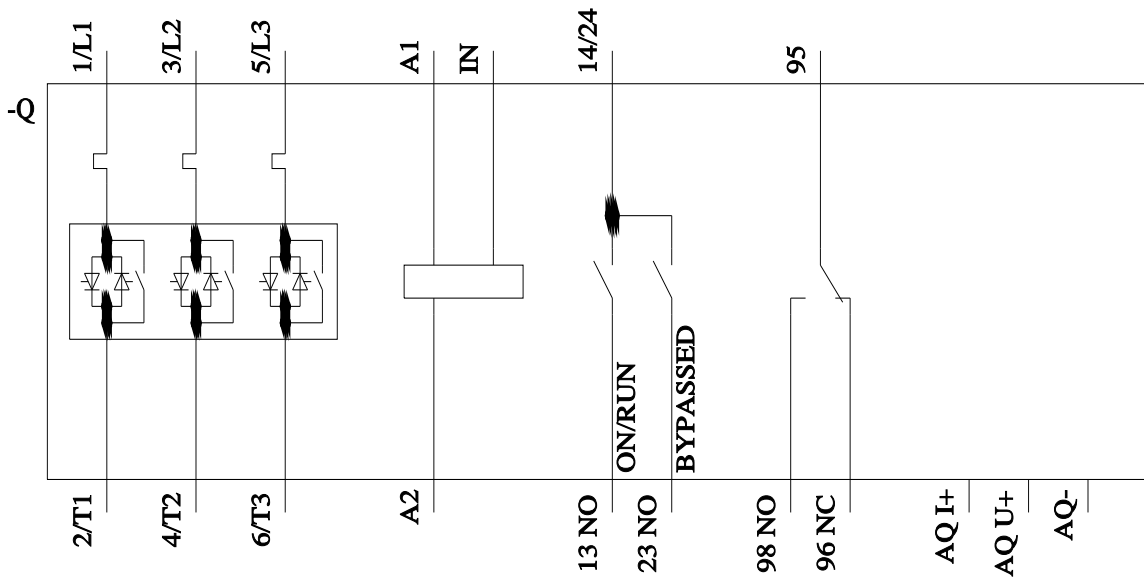 1/L1
3/L2
5/L3
A1
IN
14/24
95
-Q
ON/RUN
BYPASSED
2/T1
4/T2
6/T3
A2
13 NO
23 NO
98 NO
96 NC
AQ I+
AQ U+
AQ-